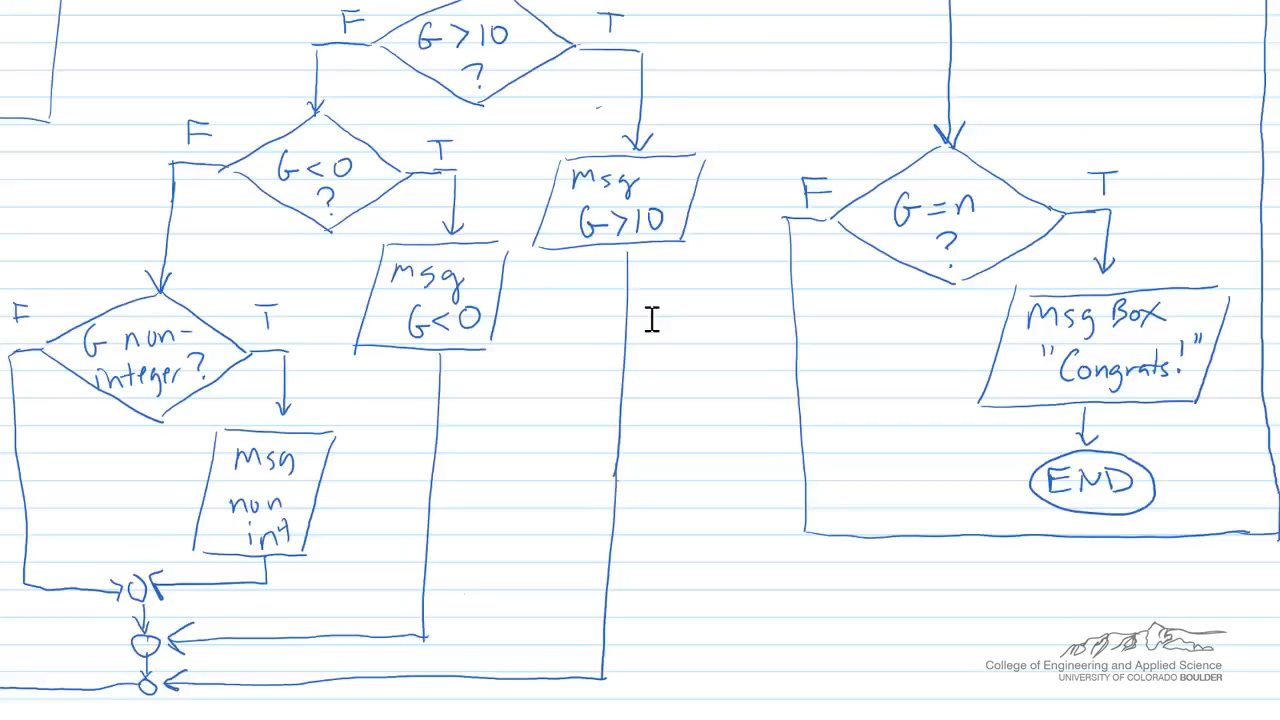 F
G > 10
?
T
F
G < 0
?
T
msg
G > 10
F
G non-
integer?
T
msg
G < 0
msg
non
int
F
G = n
?
T
Msg Box
"Congrats!"
END
College of Engineering and Applied Science
UNIVERSITY OF COLORADO BOULDER